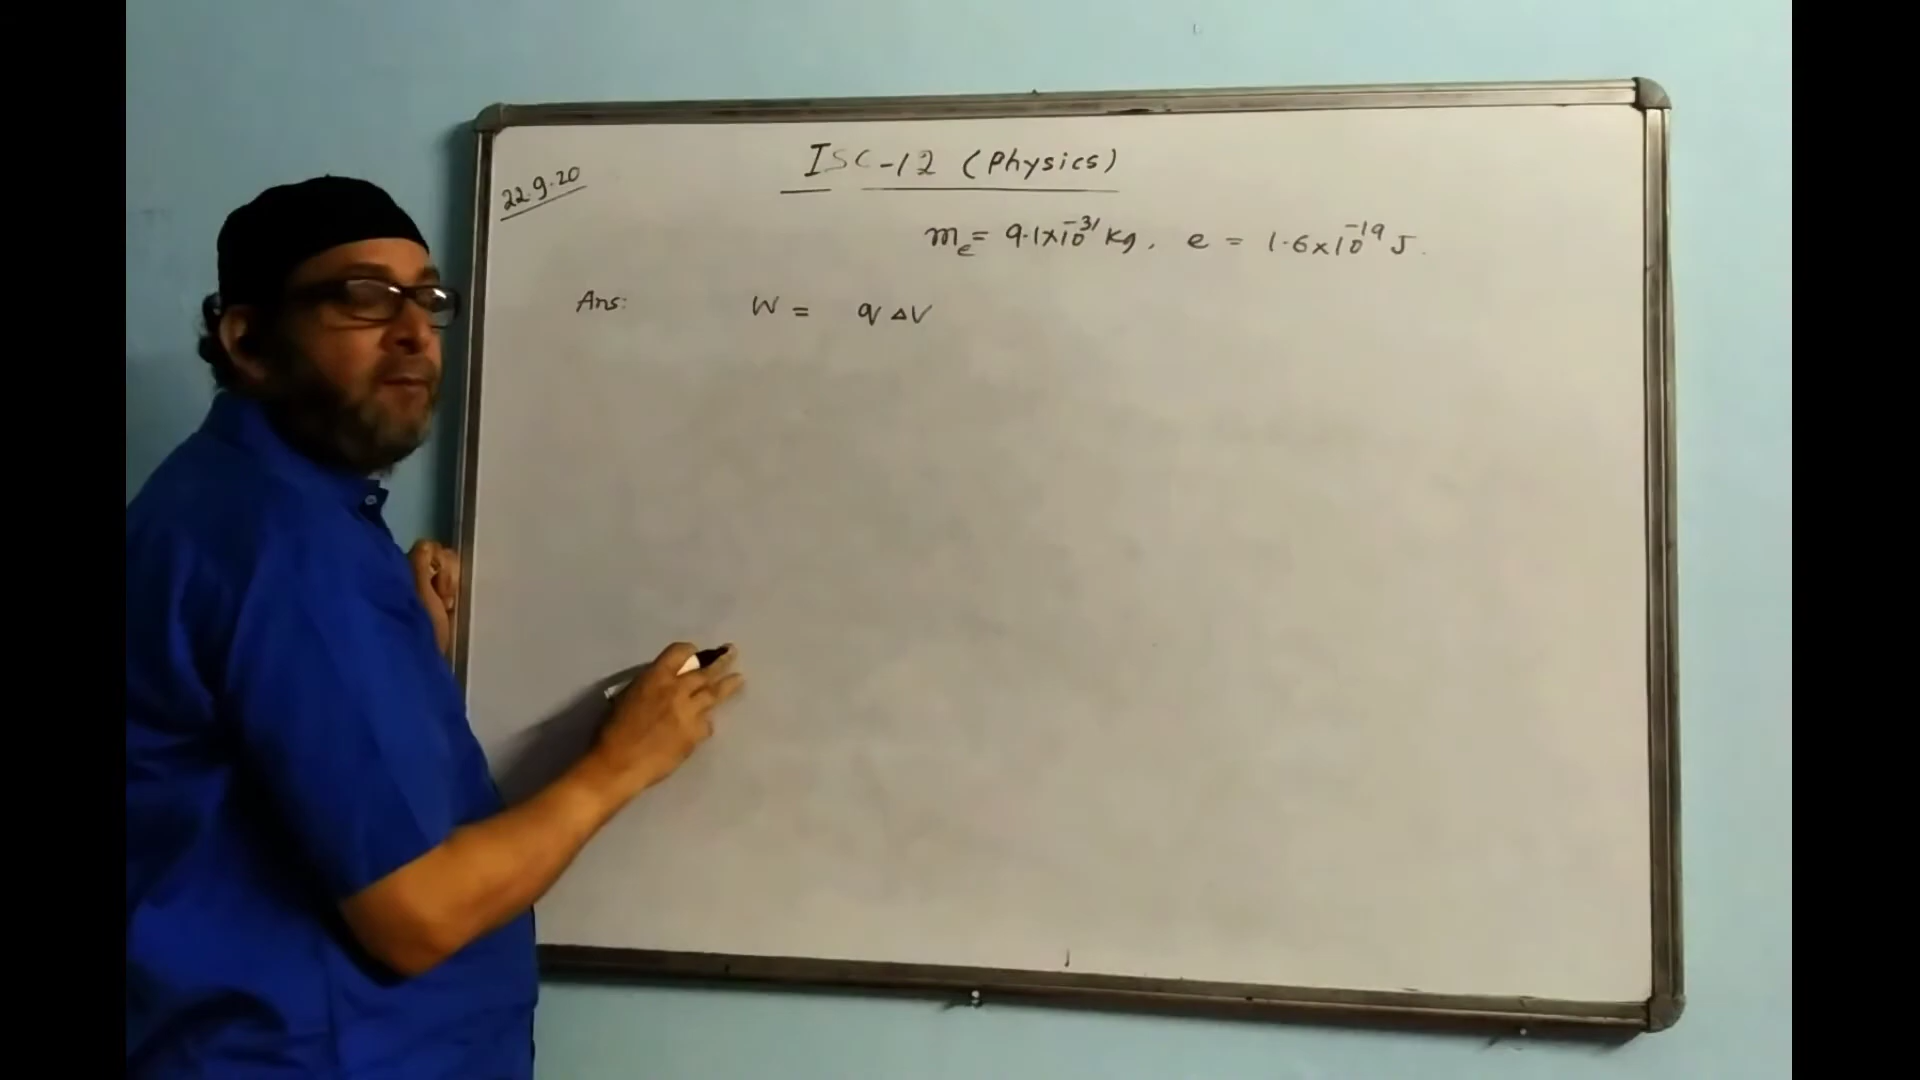 ISC-12 (Physics)
22.9.20
mₑ = 9.1×10⁻³¹ kg, e = 1.6×10⁻¹⁹ J.
Ans: W = q ΔV